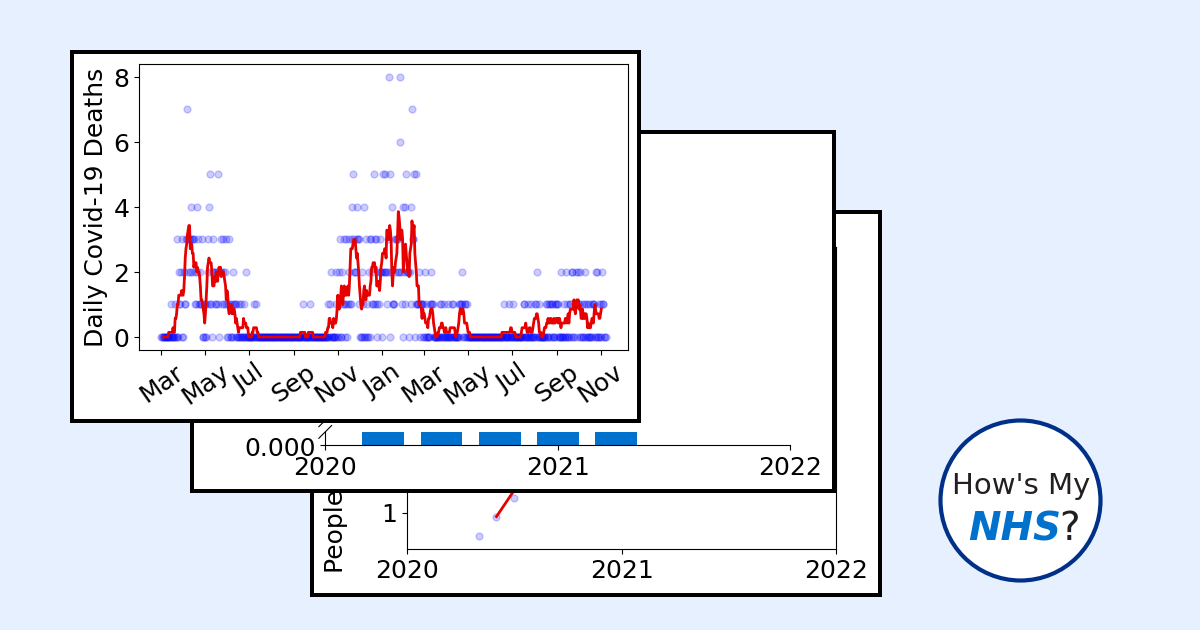 Daily Covid-19 Deaths
8
6
4
2
0
Mar May Jul Sep Nov Jan Mar May Jul Sep Nov
0.000
2020 2021 2022
People
1
2020 2021 2022
How's My
NHS?